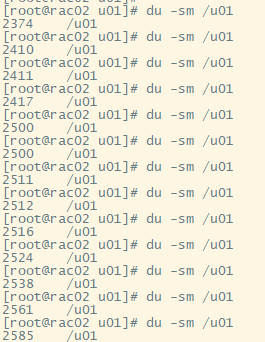 [root@rac02 u01]# du -sm /u01
2374 /u01
[root@rac02 u01]# du -sm /u01
2410 /u01
[root@rac02 u01]# du -sm /u01
2411 /u01
[root@rac02 u01]# du -sm /u01
2417 /u01
[root@rac02 u01]# du -sm /u01
2500 /u01
[root@rac02 u01]# du -sm /u01
2500 /u01
[root@rac02 u01]# du -sm /u01
2511 /u01
[root@rac02 u01]# du -sm /u01
2512 /u01
[root@rac02 u01]# du -sm /u01
2516 /u01
[root@rac02 u01]# du -sm /u01
2524 /u01
[root@rac02 u01]# du -sm /u01
2538 /u01
[root@rac02 u01]# du -sm /u01
2561 /u01
[root@rac02 u01]# du -sm /u01
2585 /u01